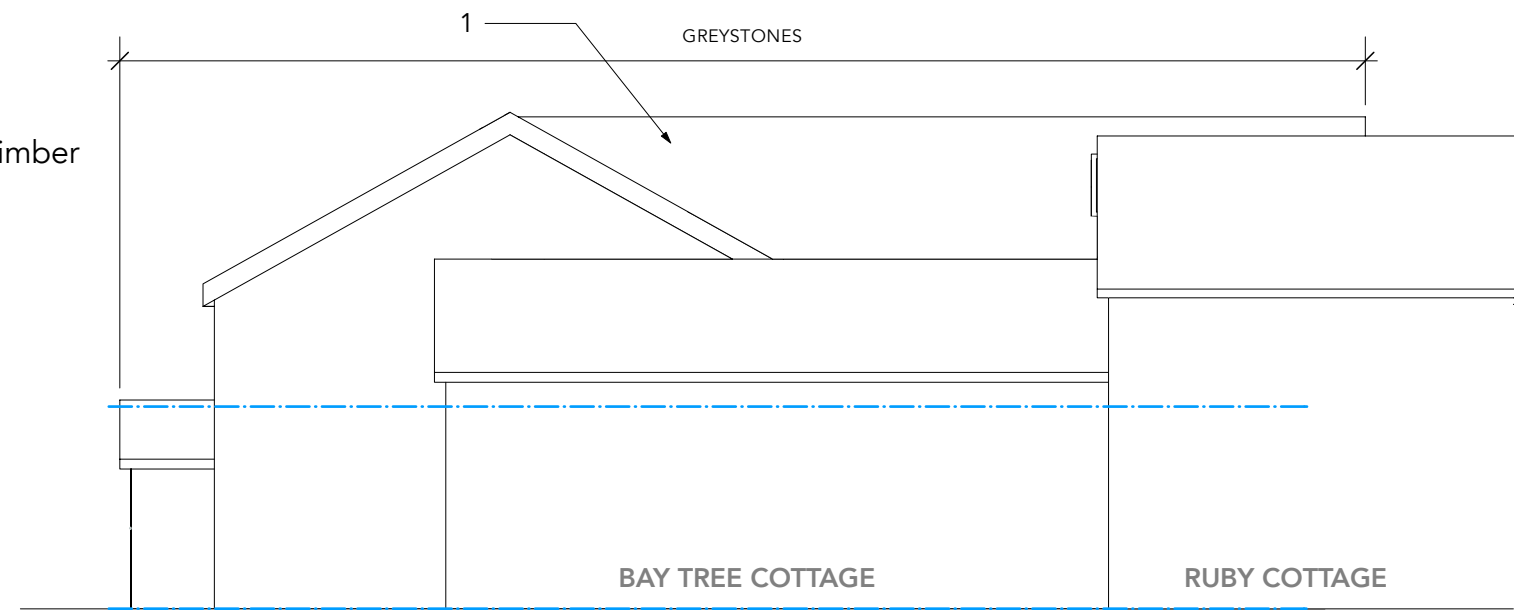 1
GREYSTONES
imber
BAY TREE COTTAGE
RUBY COTTAGE